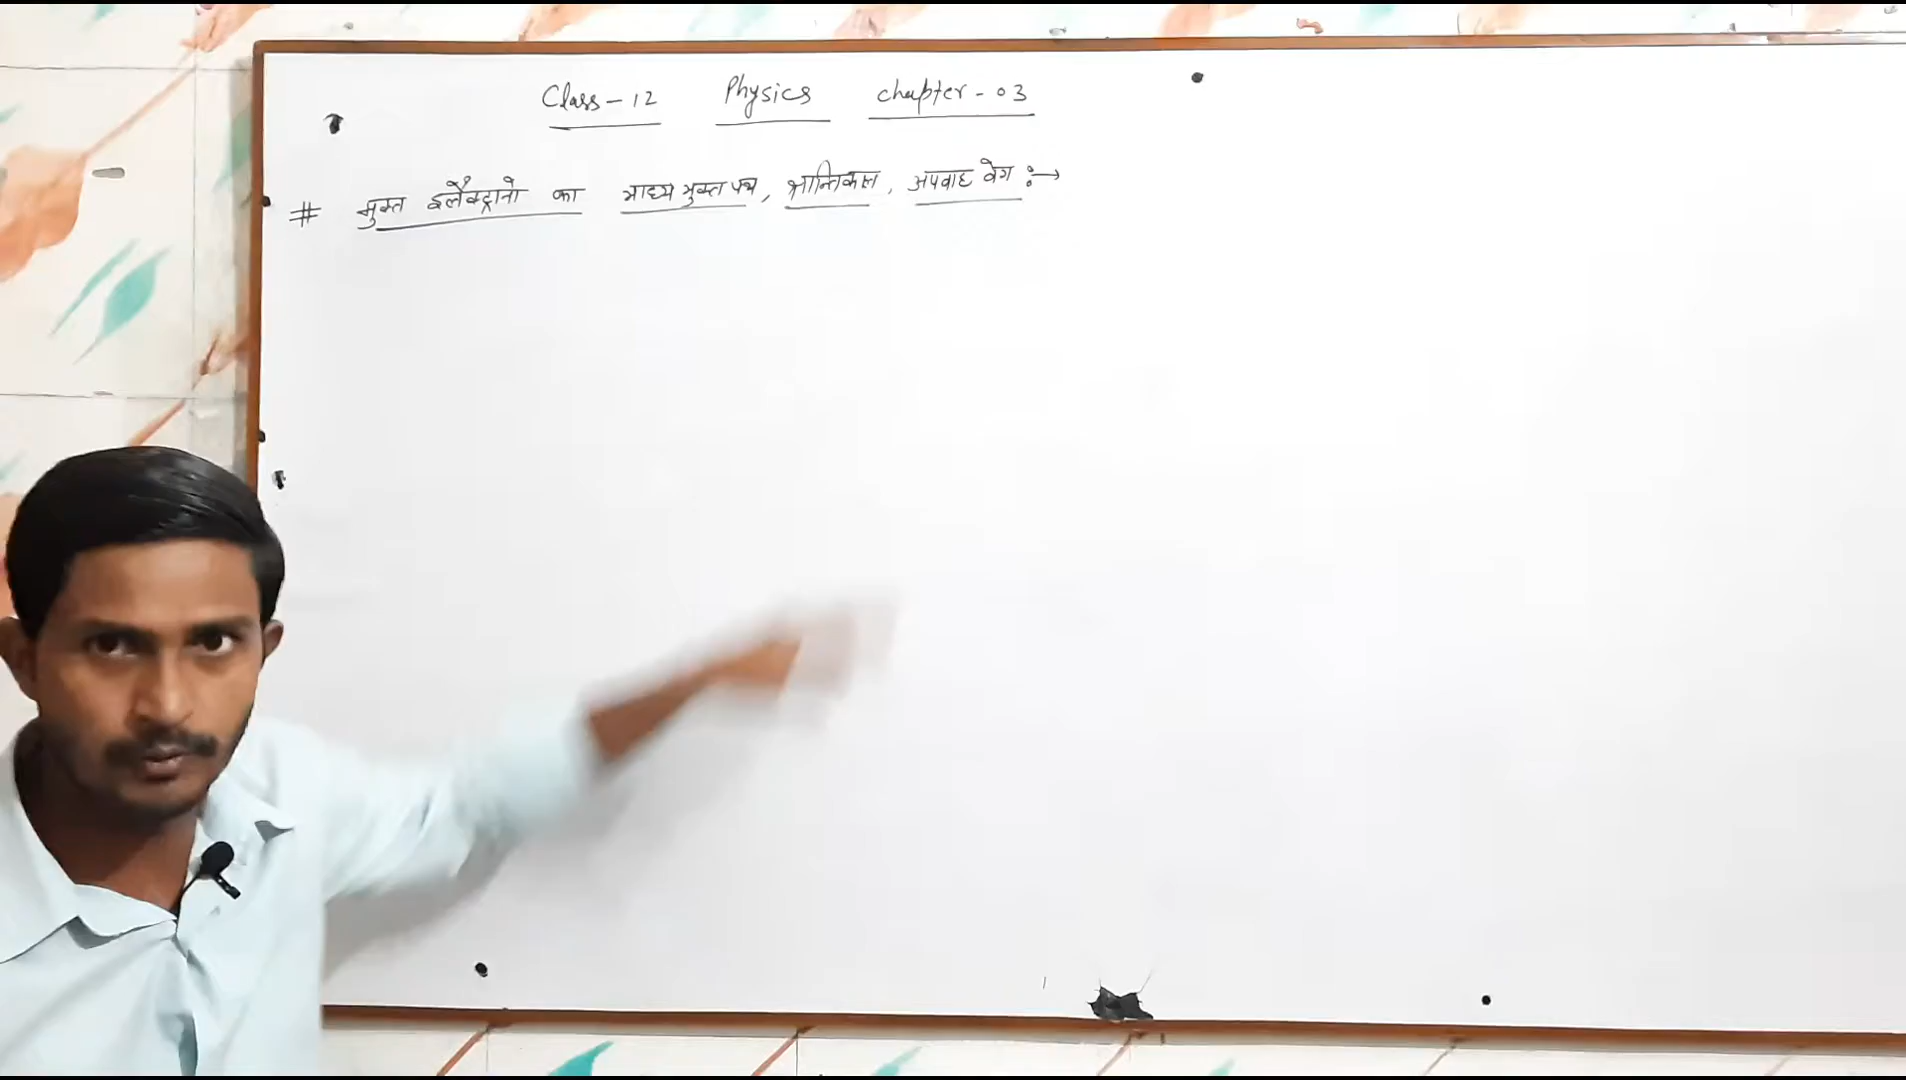 Class - 12 Physics chapter - 03
# मुक्त इलैक्ट्रानो का माध्य मुक्त पथ, श्रान्तिकाल, अपवाह वेग :→